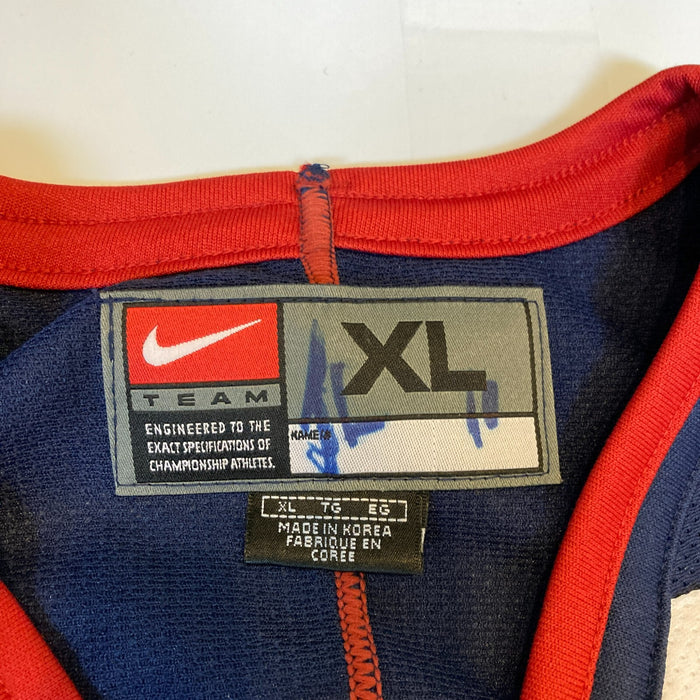 TEAM
ENGINEERED TO THE
EXACT SPECIFICATIONS OF
CHAMPIONSHIP ATHLETES.
XL
NAME &
XL TG EG
MADE IN KOREA
FABRIQUE EN
CORÉE